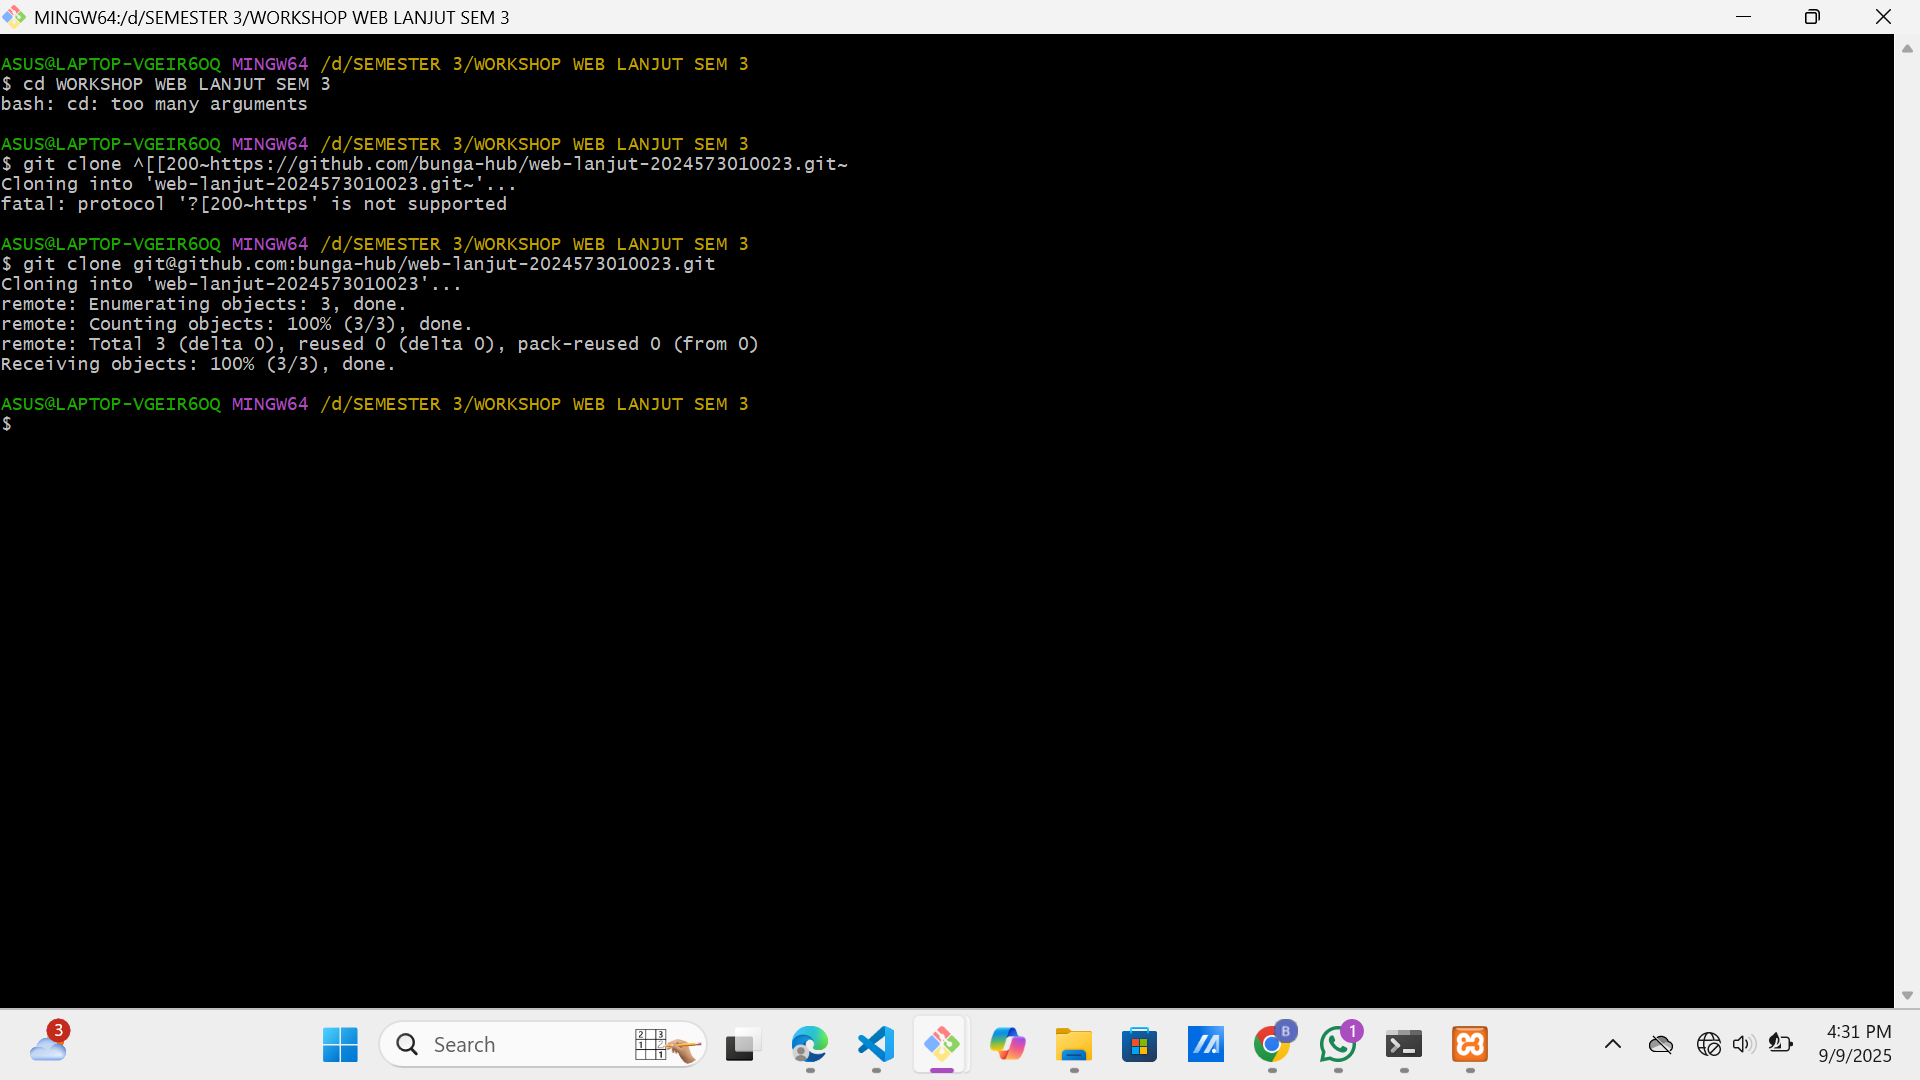 MINGW64:/d/SEMESTER 3/WORKSHOP WEB LANJUT SEM 3
ASUS@LAPTOP-VGEIR6OQ MINGW64 /d/SEMESTER 3/WORKSHOP WEB LANJUT SEM 3
$ cd WORKSHOP WEB LANJUT SEM 3
bash: cd: too many arguments
ASUS@LAPTOP-VGEIR6OQ MINGW64 /d/SEMESTER 3/WORKSHOP WEB LANJUT SEM 3
$ git clone ^[[200~https://github.com/bunga-hub/web-lanjut-2024573010023.git~
Cloning into 'web-lanjut-2024573010023.git~'...
fatal: protocol '?[200~https' is not supported
ASUS@LAPTOP-VGEIR6OQ MINGW64 /d/SEMESTER 3/WORKSHOP WEB LANJUT SEM 3
$ git clone git@github.com:bunga-hub/web-lanjut-2024573010023.git
Cloning into 'web-lanjut-2024573010023'...
remote: Enumerating objects: 3, done.
remote: Counting objects: 100% (3/3), done.
remote: Total 3 (delta 0), reused 0 (delta 0), pack-reused 0 (from 0)
Receiving objects: 100% (3/3), done.
ASUS@LAPTOP-VGEIR6OQ MINGW64 /d/SEMESTER 3/WORKSHOP WEB LANJUT SEM 3
$
3
Search
2 3
1 2
1
B
1
4:31 PM
9/9/2025